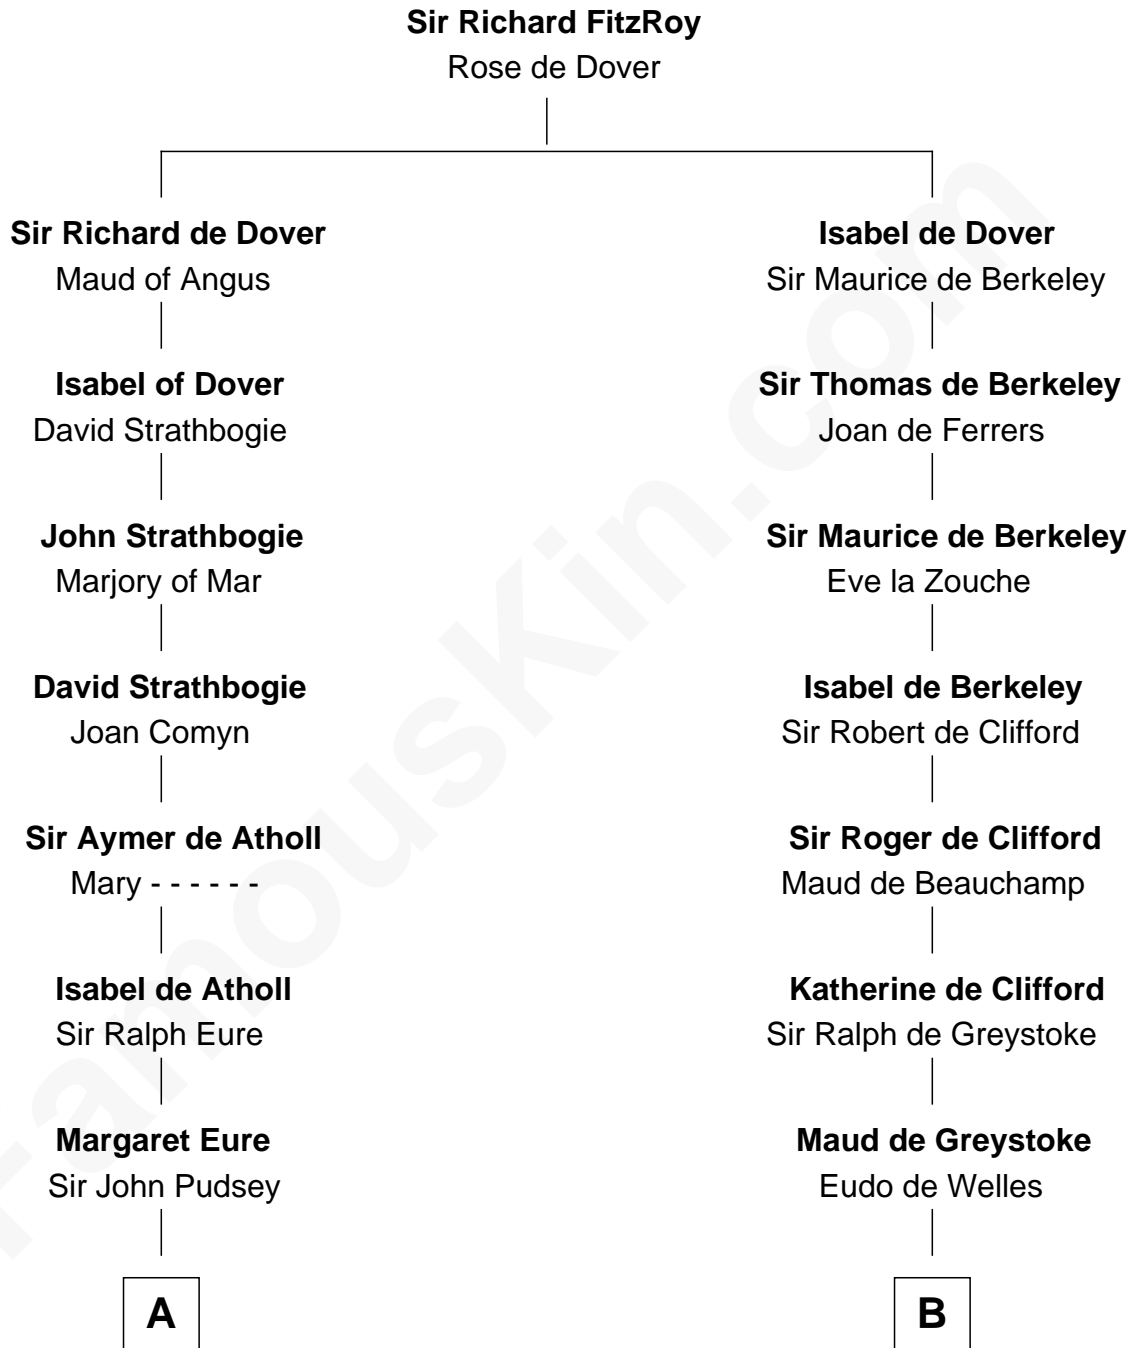 Sir Richard FitzRoy
Rose de Dover
Sir Richard de Dover
Maud of Angus
Isabel of Dover
David Strathbogie
John Strathbogie
Marjory of Mar
David Strathbogie
Joan Comyn
Sir Aymer de Atholl
Mary - - - - - -
Isabel de Atholl
Sir Ralph Eure
Margaret Eure
Sir John Pudsey
A
Isabel de Dover
Sir Maurice de Berkeley
Sir Thomas de Berkeley
Joan de Ferrers
Sir Maurice de Berkeley
Eve la Zouche
Isabel de Berkeley
Sir Robert de Clifford
Sir Roger de Clifford
Maud de Beauchamp
Katherine de Clifford
Sir Ralph de Greystoke
Maud de Greystoke
Eudo de Welles
B
FamousKin.com